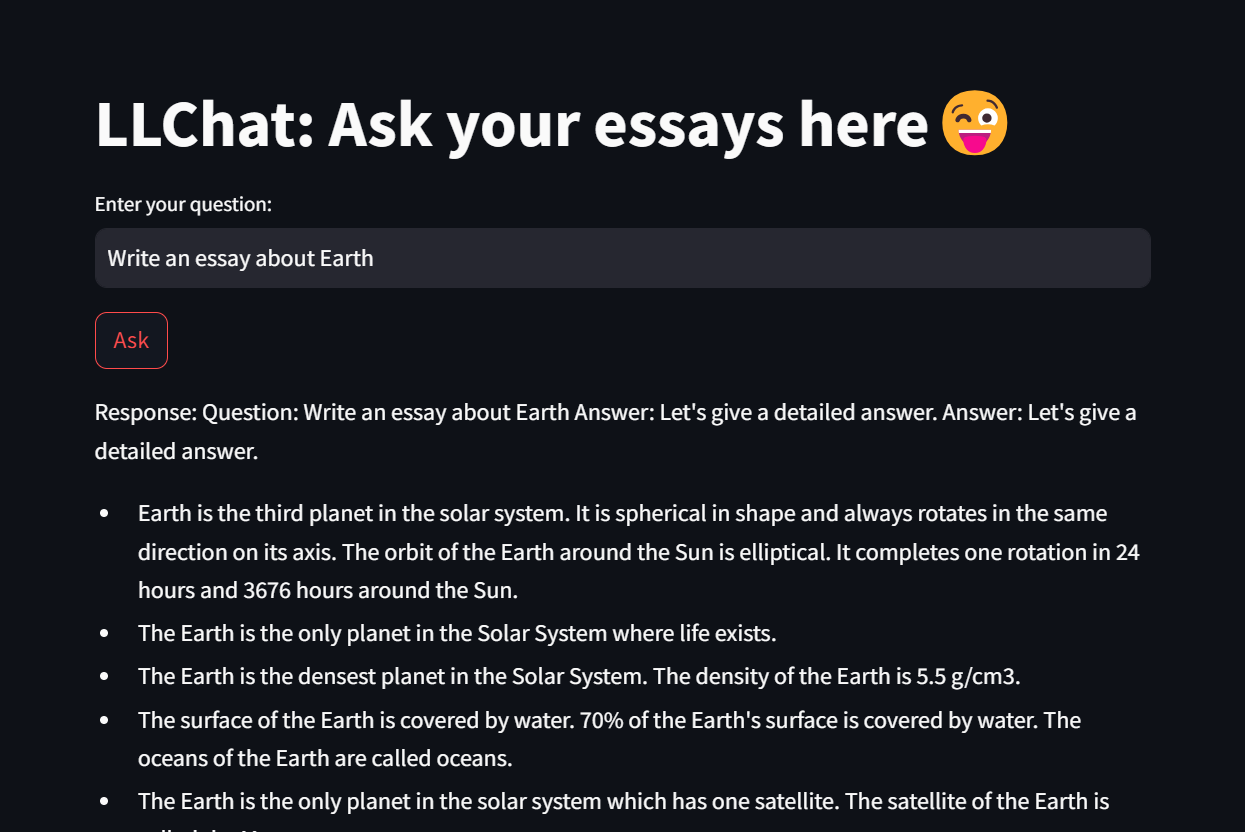 LLChat: Ask your essays here 😜
Enter your question:
Write an essay about Earth
Ask
Response: Question: Write an essay about Earth Answer: Let's give a detailed answer. Answer: Let's give a
detailed answer.
• Earth is the third planet in the solar system. It is spherical in shape and always rotates in the same
direction on its axis. The orbit of the Earth around the Sun is elliptical. It completes one rotation in 24
hours and 3676 hours around the Sun.
• The Earth is the only planet in the Solar System where life exists.
• The Earth is the densest planet in the Solar System. The density of the Earth is 5.5 g/cm3.
• The surface of the Earth is covered by water. 70% of the Earth's surface is covered by water. The
oceans of the Earth are called oceans.
• The Earth is the only planet in the solar system which has one satellite. The satellite of the Earth is